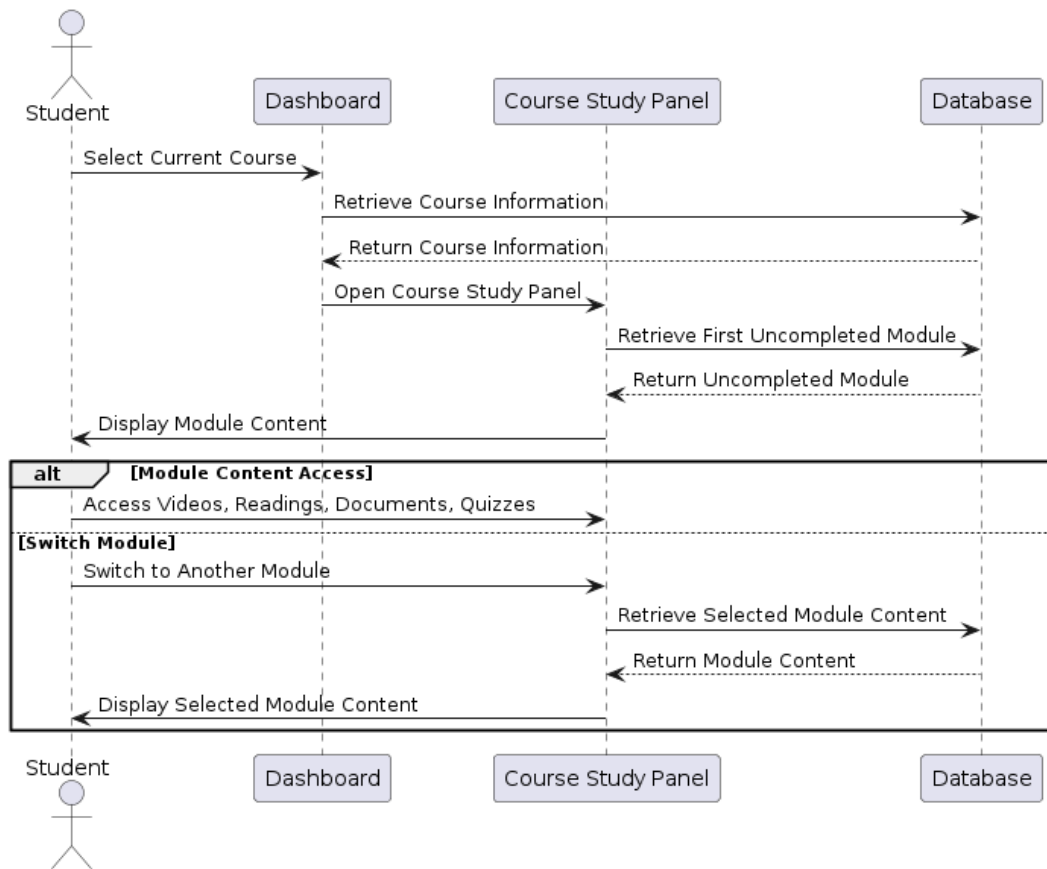 Student
Dashboard
Course Study Panel
Database
Select Current Course
Retrieve Course Information
Return Course Information
Open Course Study Panel
Retrieve First Uncompleted Module
Return Uncompleted Module
Display Module Content
alt
[Module Content Access]
Access Videos, Readings, Documents, Quizzes
[Switch Module]
Switch to Another Module
Retrieve Selected Module Content
Return Module Content
Display Selected Module Content
Student
Dashboard
Course Study Panel
Database